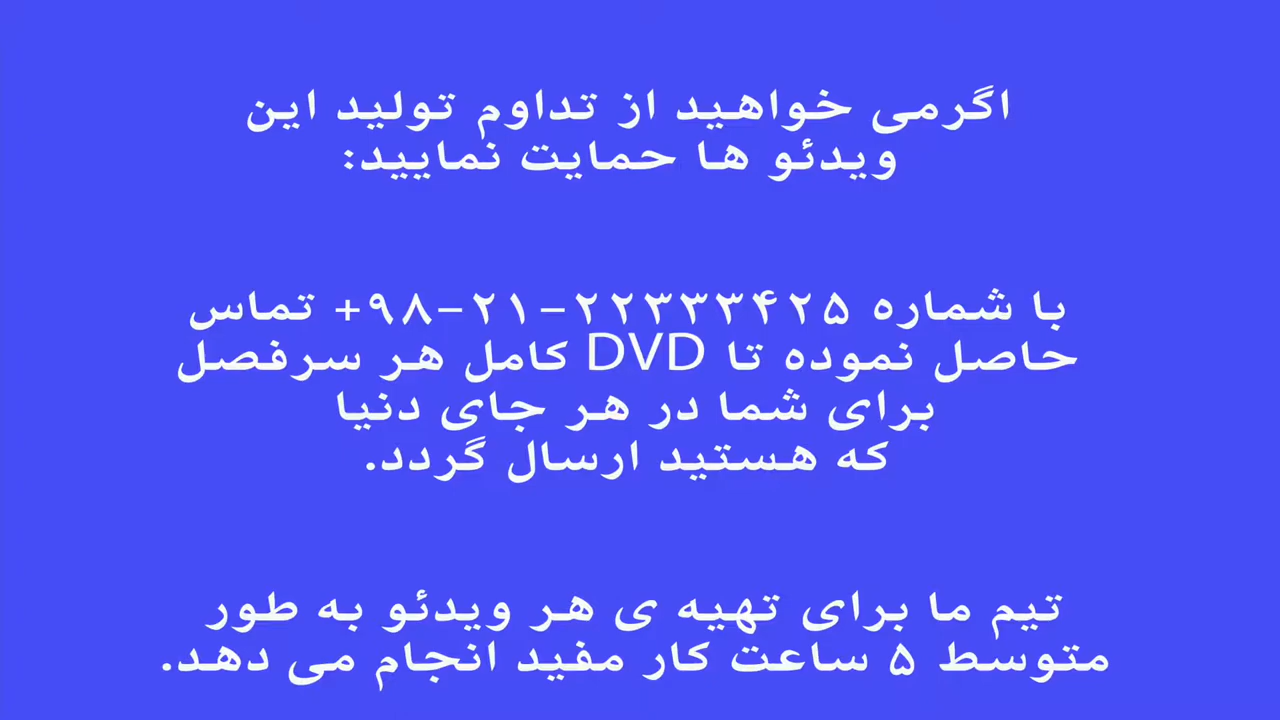 اگرمی خواهید از تداوم تولید این
ویدئو ها حمایت نمایید:
با شماره ۲۲۳۳۳۴۲۵-۲۱-۹۸+ تماس
حاصل نموده تا DVD کامل هر سرفصل
برای شما در هر جای دنیا
که هستید ارسال گردد.
تیم ما برای تهیه ی هر ویدئو به طور
متوسط ۵ ساعت کار مفید انجام می دهد.